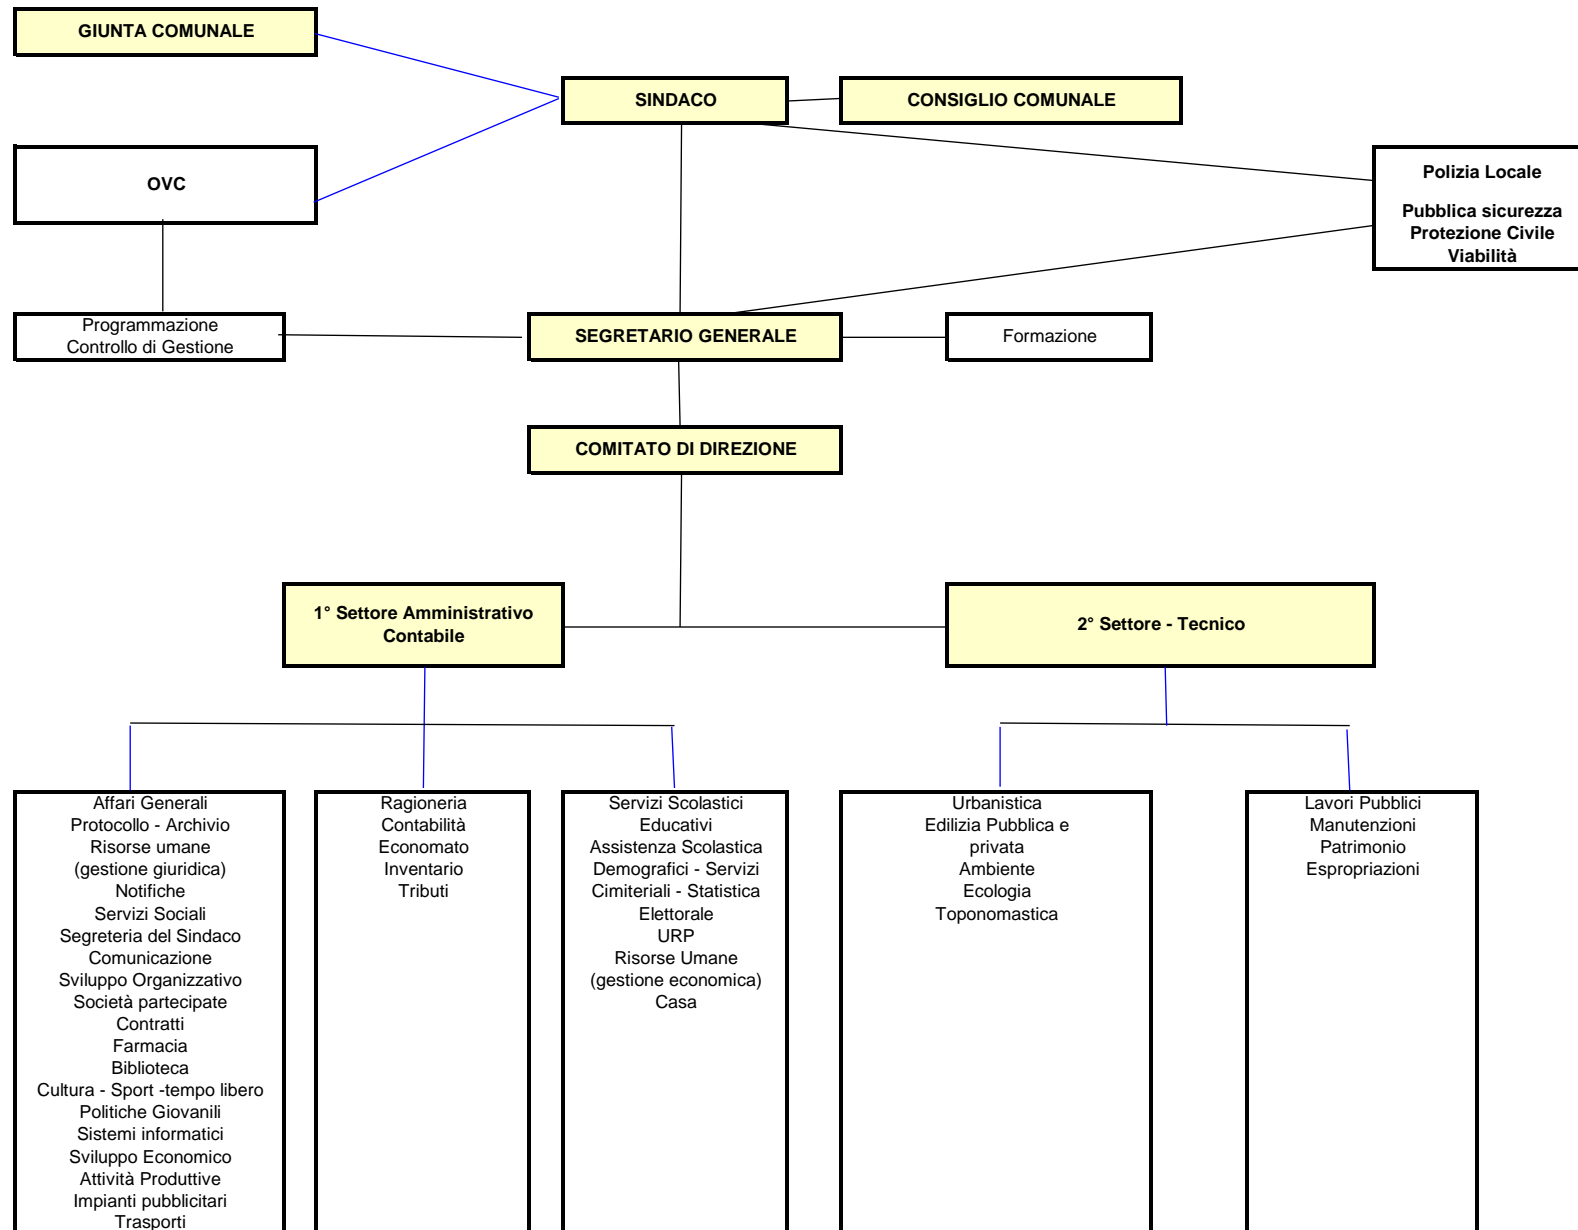 GIUNTA COMUNALE
SINDACO
CONSIGLIO COMUNALE
OVC
Polizia Locale
Pubblica sicurezza
Protezione Civile
Viabilità
Programmazione
Controllo di Gestione
SEGRETARIO GENERALE
Formazione
COMITATO DI DIREZIONE
1° Settore Amministrativo
Contabile
2° Settore - Tecnico
Affari Generali
Protocollo - Archivio
Risorse umane
(gestione giuridica)
Notifiche
Servizi Sociali
Segreteria del Sindaco
Comunicazione
Sviluppo Organizzativo
Società partecipate
Contratti
Farmacia
Biblioteca
Cultura - Sport -tempo libero
Politiche Giovanili
Sistemi informatici
Sviluppo Economico
Attività Produttive
Impianti pubblicitari
Trasporti
Ragioneria
Contabilità
Economato
Inventario
Tributi
Servizi Scolastici
Educativi
Assistenza Scolastica
Demografici - Servizi
Cimiteriali - Statistica
Elettorale
URP
Risorse Umane
(gestione economica)
Casa
Urbanistica
Edilizia Pubblica e
privata
Ambiente
Ecologia
Toponomastica
Lavori Pubblici
Manutenzioni
Patrimonio
Espropriazioni